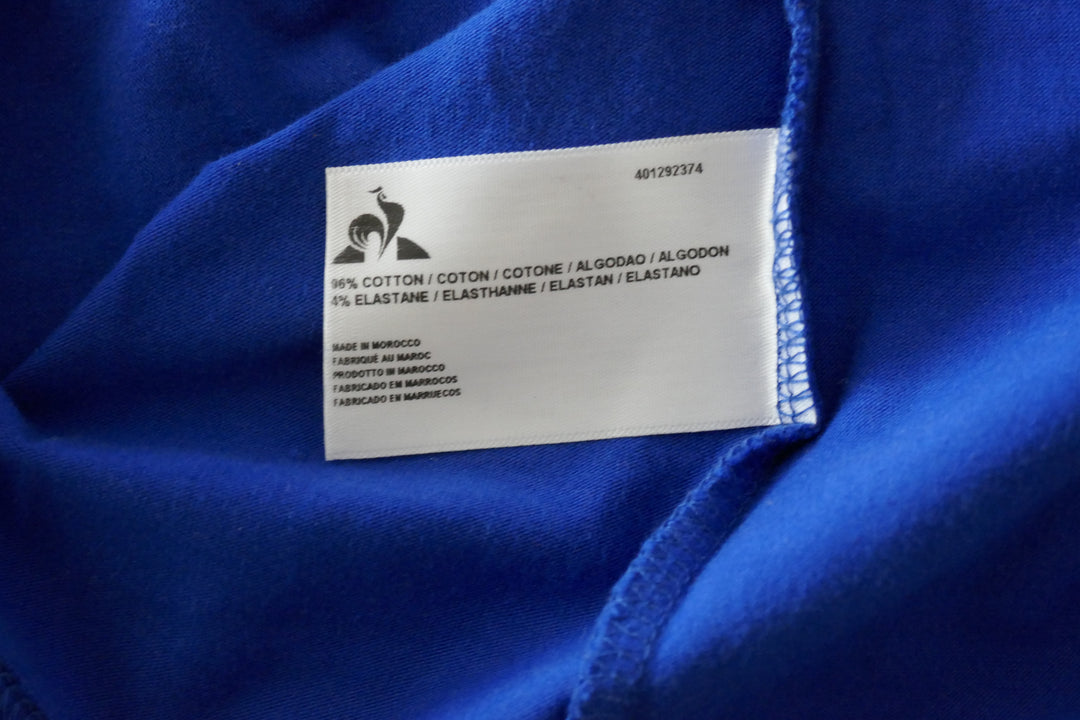 401292374
96% COTTON / COTON / COTONE / ALGODAO / ALGODON
4% ELASTANE / ELASTHANNE / ELASTAN / ELASTANO
MADE IN MOROCCO
FABRIQUÉ AU MAROC
PRODOTTO IN MAROCCO
FABRICADO EM MARROCOS
FABRICADO EN MARRUECOS